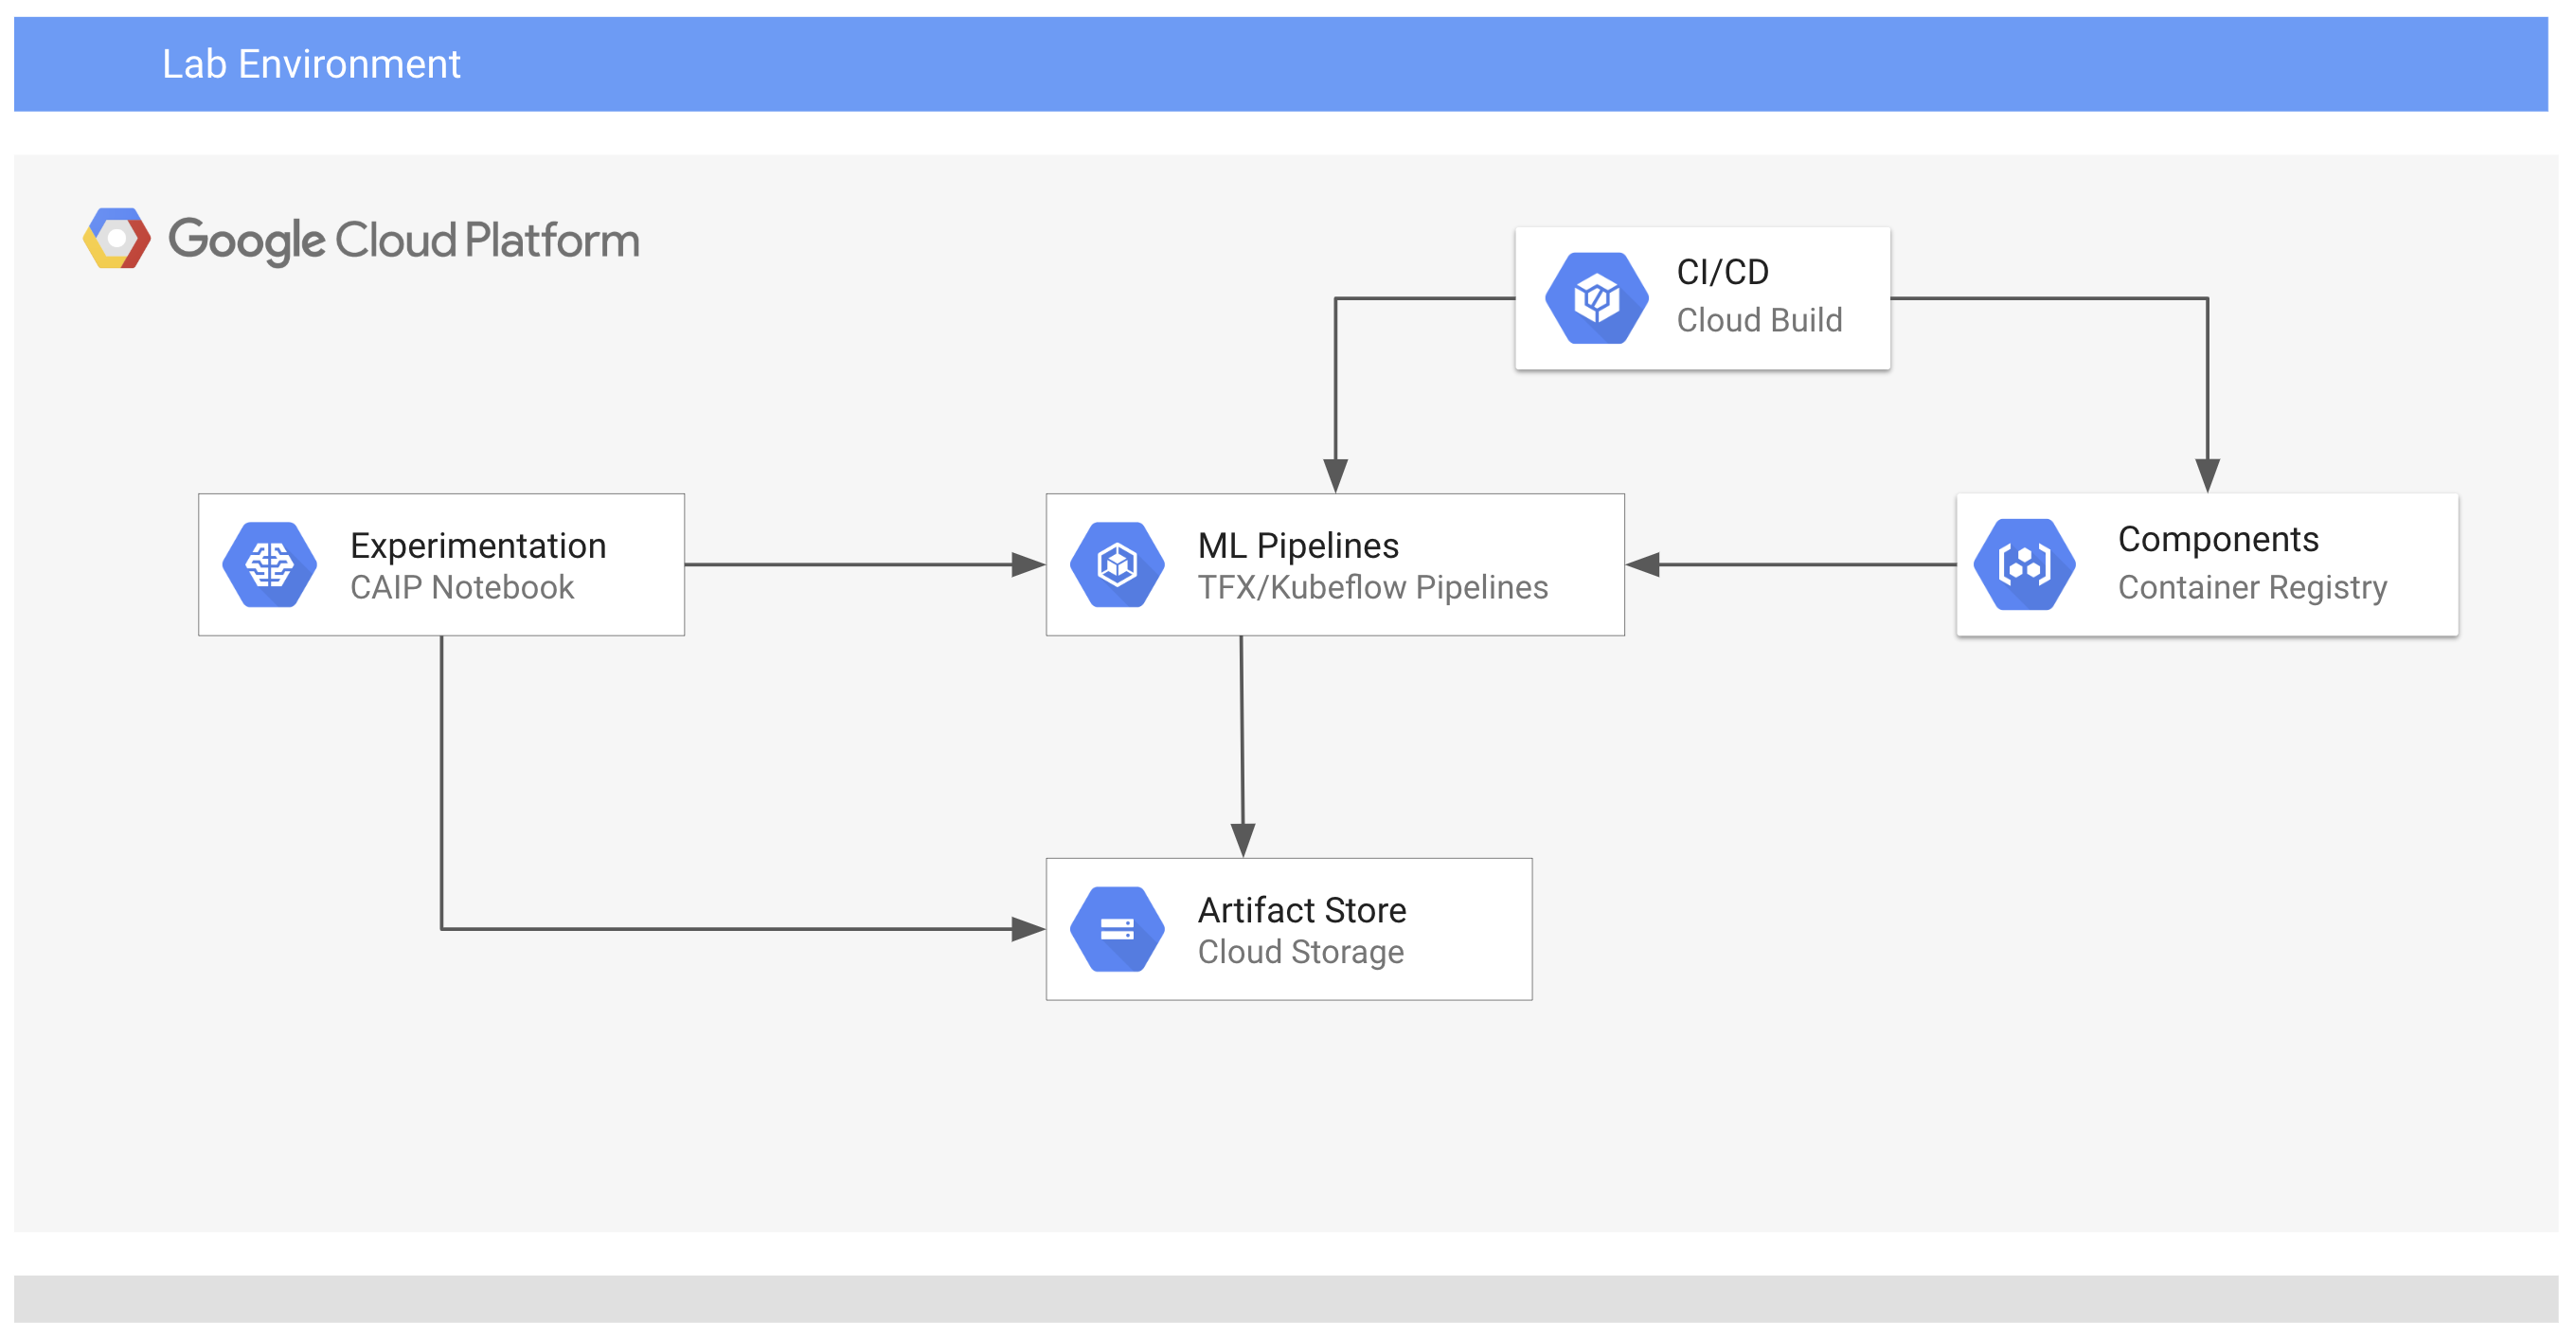 Lab Environment
Google Cloud Platform
CI/CD
Cloud Build
Experimentation
CAIP Notebook
ML Pipelines
TFX/Kubeflow Pipelines
Components
Container Registry
Artifact Store
Cloud Storage